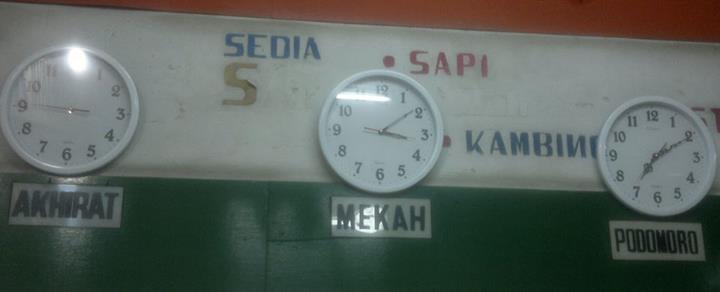 SEDIA
• SAPI
• KAMBING
AKHIRAT
MEKAH
PODOMORO